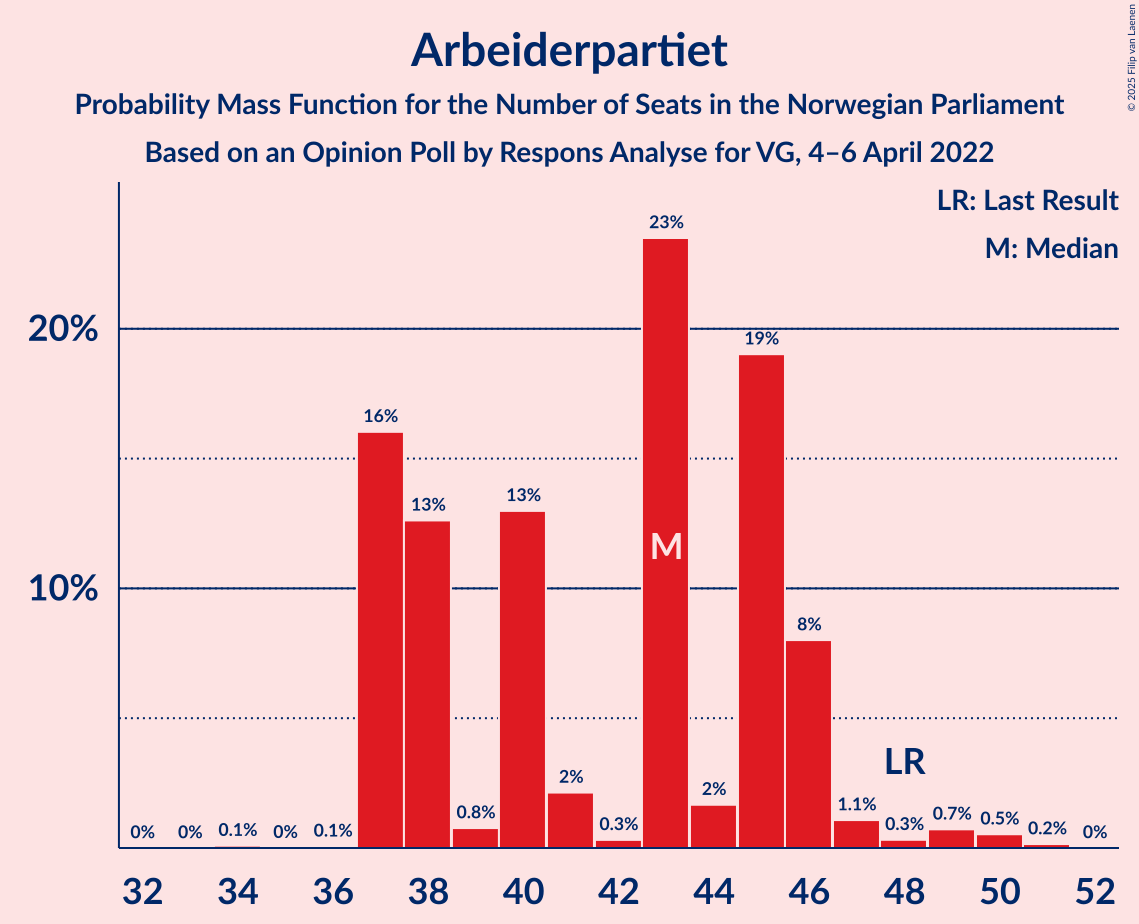 Arbeiderpartiet
Probability Mass Function for the Number of Seats in the Norwegian Parliament
Based on an Opinion Poll by Respons Analyse for VG, 4–6 April 2022
© 2025 Filip van Laenen
LR: Last Result
M: Median
20%
10%
0%
0%
0.1%
0%
0.1%
16%
13%
0.8%
13%
2%
0.3%
23%
2%
19%
8%
1.1%
0.3%
0.7%
0.5%
0.2%
0%
M
LR
32 34 36 38 40 42 44 46 48 50 52